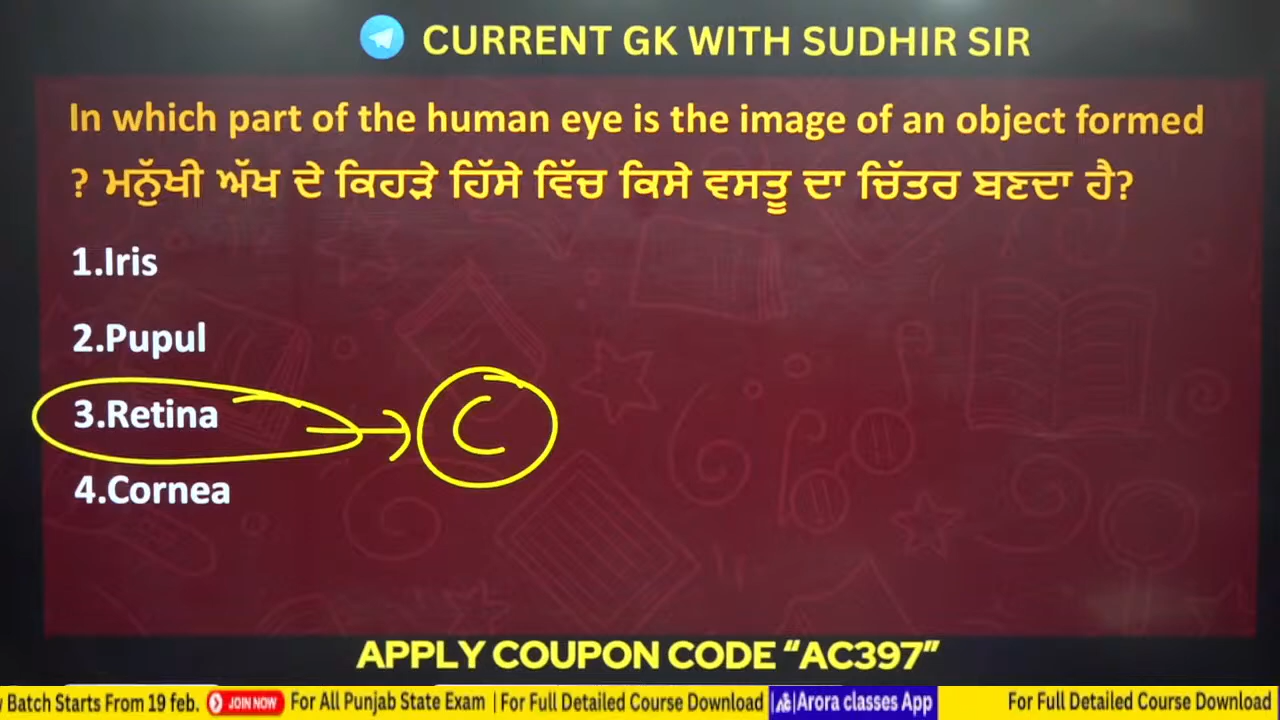 CURRENT GK WITH SUDHIR SIR
In which part of the human eye is the image of an object formed
? ਮਨੁੱਖੀ ਅੱਖ ਦੇ ਕਿਹੜੇ ਹਿੱਸੇ ਵਿੱਚ ਕਿਸੇ ਵਸਤੂ ਦਾ ਚਿੱਤਰ ਬਣਦਾ ਹੈ?
1.Iris
2.Pupul
3.Retina
C
4.Cornea
APPLY COUPON CODE “AC397”
Batch Starts From 19 feb. JOIN NOW For All Punjab State Exam | For Full Detailed Course Download Arora classes App For Full Detailed Course Download